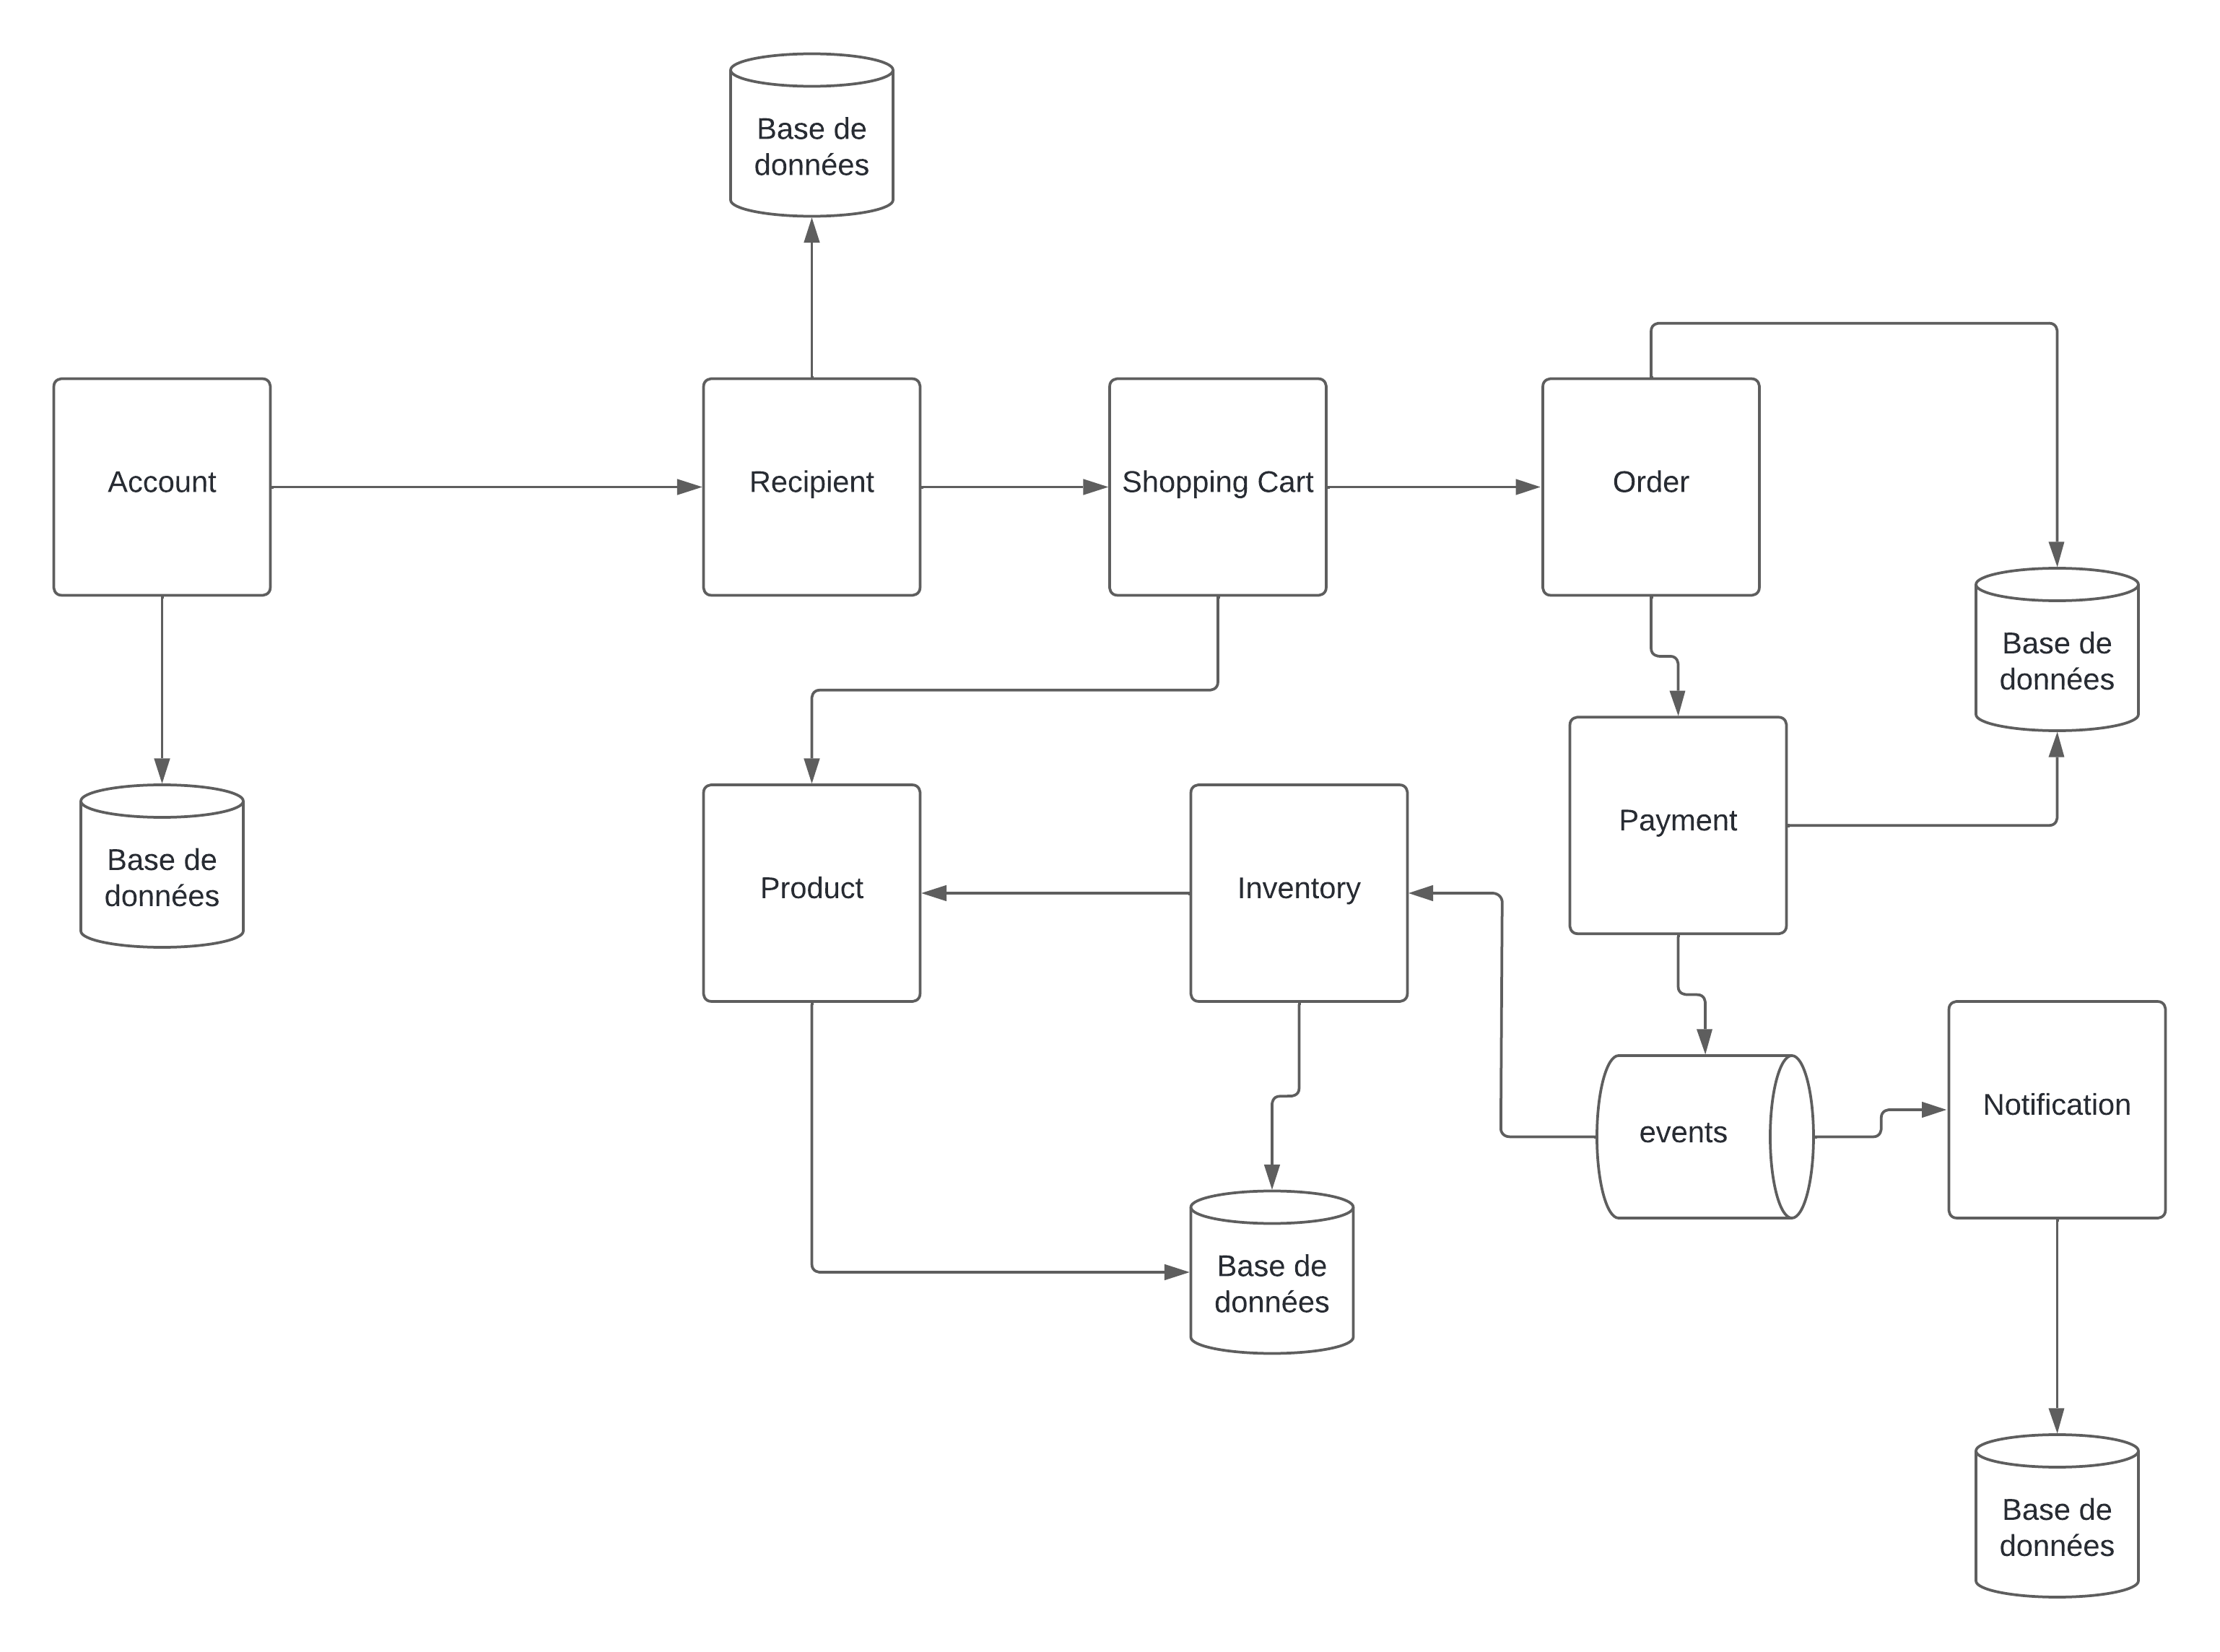 Base de
données
Account
Recipient
Shopping Cart
Order
Base de
données
Payment
Base de
données
Product
Inventory
Notification
events
Base de
données
Base de
données